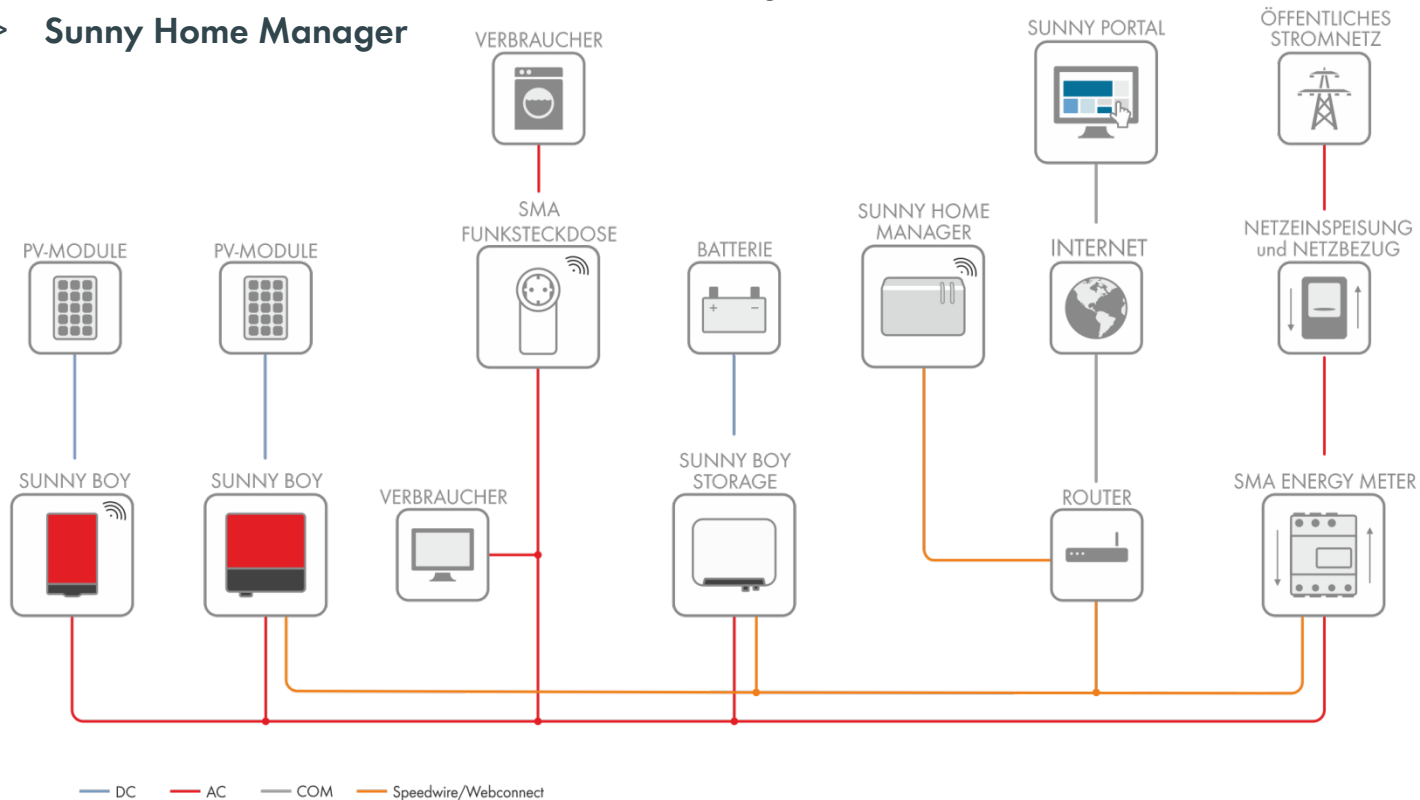 > Sunny Home Manager
VERBRAUCHER
SUNNY PORTAL
ÖFFENTLICHES
STROMNETZ
SMA
FUNKSTECKDOSE
SUNNY HOME
MANAGER
NETZEINSPEISUNG
und NETZBEZUG
PV-MODULE
PV-MODULE
BATTERIE
INTERNET
+ −
SUNNY BOY
SUNNY BOY
VERBRAUCHER
SUNNY BOY
STORAGE
ROUTER
SMA ENERGY METER
DC
AC
COM
Speedwire/Webconnect